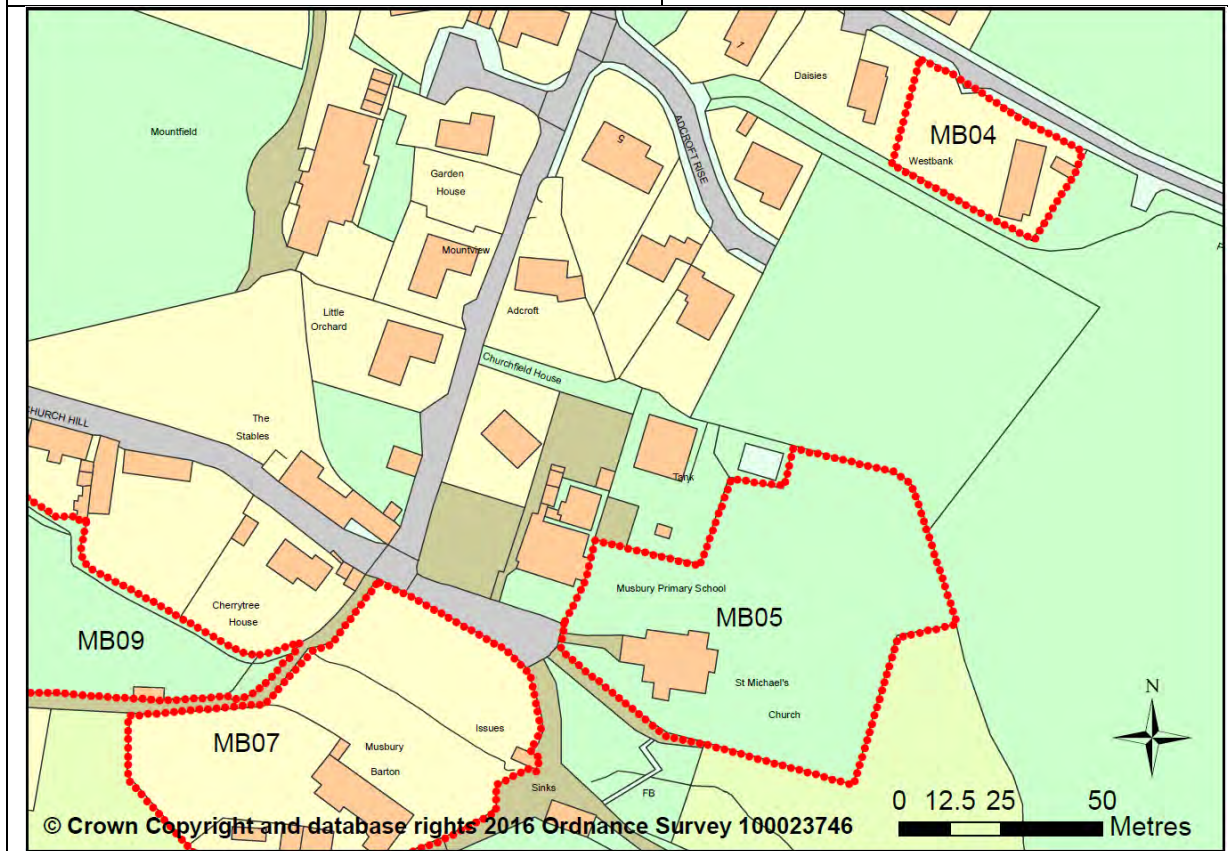 1
Daisies
MB04
Westbank
Mountfield
5
ADCROFT RISE
Garden
House
Mountview
Little
Orchard
Adcroft
Churchfield House
CHURCH HILL
The
Stables
Tank
Musbury Primary School
MB05
Cherrytree
House
MB09
St Michael's
Church
N
MB07
Issues
Musbury
Barton
Sinks
FB
0 12.5 25 50
Metres
© Crown Copyright and database rights 2016 Ordnance Survey 100023746